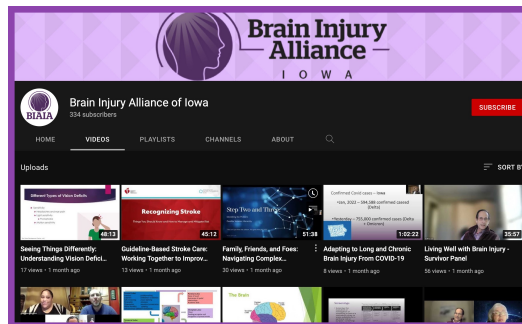 Brain Injury
Alliance
IOWA
BIAIA
Brain Injury Alliance of Iowa
334 subscribers
SUBSCRIBE
HOME
VIDEOS
PLAYLISTS
CHANNELS
ABOUT
Uploads
SORT BY
Different Types of Vision Deficits
48:13
Recognizing Stroke
45:12
Step Two and Three
51:38
Confirmed Covid cases – Iowa
1:02:22
35:57
Seeing Things Differently:
Understanding Vision Defici...
17 views • 1 month ago
Guideline-Based Stroke Care:
Working Together to Improv...
13 views • 1 month ago
Family, Friends, and Foes:
Navigating Complex...
30 views • 1 month ago
Adapting to Long and Chronic
Brain Injury From COVID-19
8 views • 1 month ago
Living Well with Brain Injury -
Survivor Panel
56 views • 1 month ago
The Brain